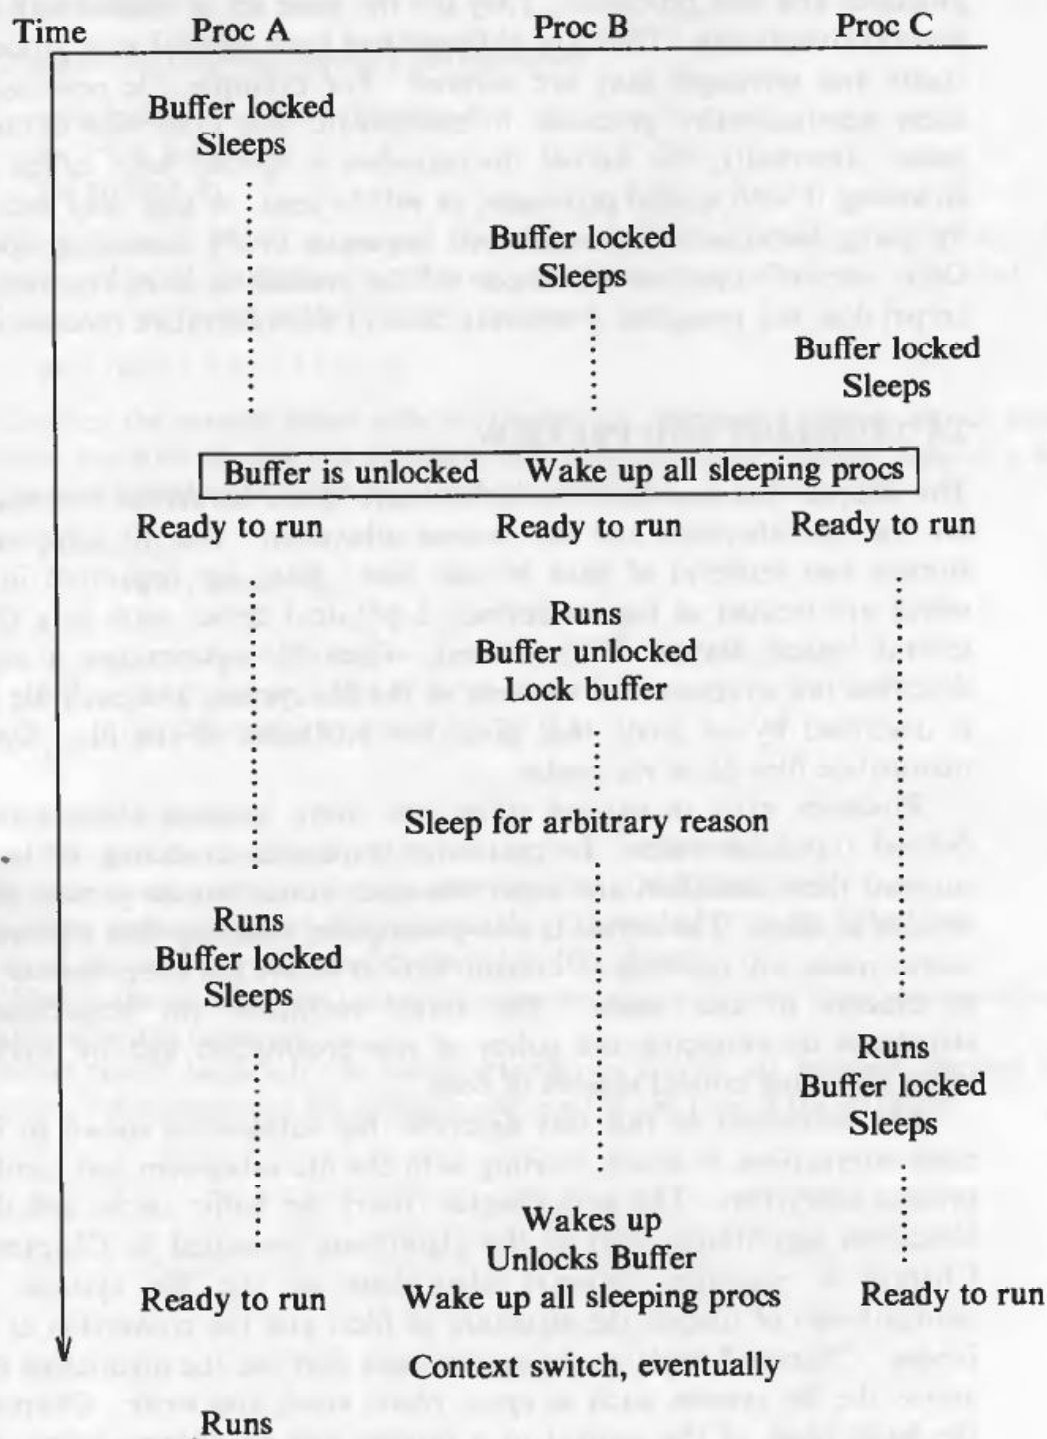 Time Proc A Proc B Proc C
Buffer locked
Sleeps
Buffer locked
Sleeps
Buffer locked
Sleeps
Buffer is unlocked Wake up all sleeping procs
Ready to run Ready to run Ready to run
Runs
Buffer unlocked
Lock buffer
Sleep for arbitrary reason
Runs
Buffer locked
Sleeps
Runs
Buffer locked
Sleeps
Wakes up
Unlocks Buffer
Ready to run Wake up all sleeping procs Ready to run
Context switch, eventually
Runs